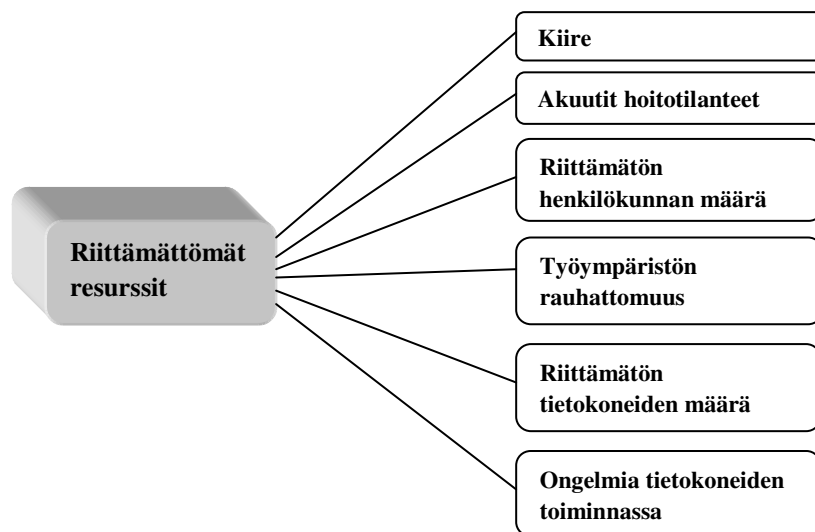 Kiire
Akuutit hoitotilanteet
Riittämätön
henkilökunnan määrä
Riittämättömät
resurssit
Työympäristön
rauhattomuus
Riittämätön
tietokoneiden määrä
Ongelmia tietokoneiden
toiminnassa